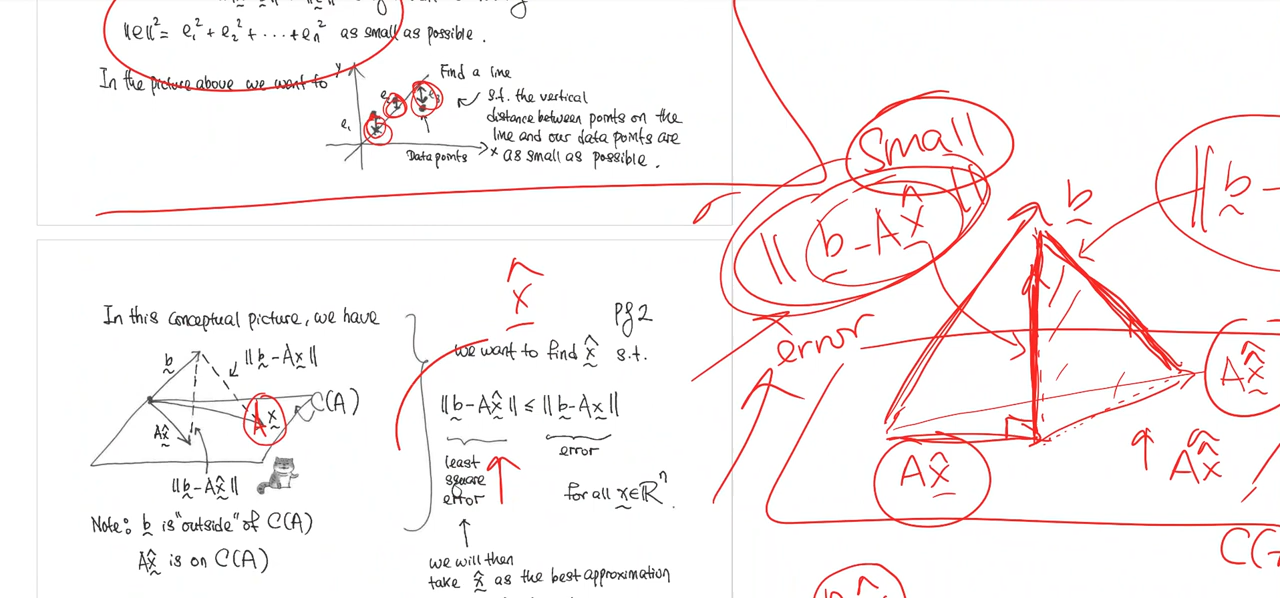 ‖e‖² = e₁² + e₂² + ... + eₙ² as small as possible.
In the picture above we want to
y
Find a line
s.t. the vertical
distance between points on the
line and our data points are
as small as possible.
e₁
Data points
x
In this conceptual picture, we have
b
‖b - Ax‖
Ax
C(A)
Ax̂
‖b - Ax̂‖
Note: b is "outside" of C(A)
Ax̂ is on C(A)
x̂
Pg 2
we want to find x̂ s.t.
‖b - Ax̂‖ ≤ ‖b - Ax‖
least
square
error
error
for all x ∈ ℝⁿ.
we will then
take x̂ as the best approximation
Small
‖b - Ax̂‖
error
b
‖b -
Ax̂
Ax̂
Ax̂